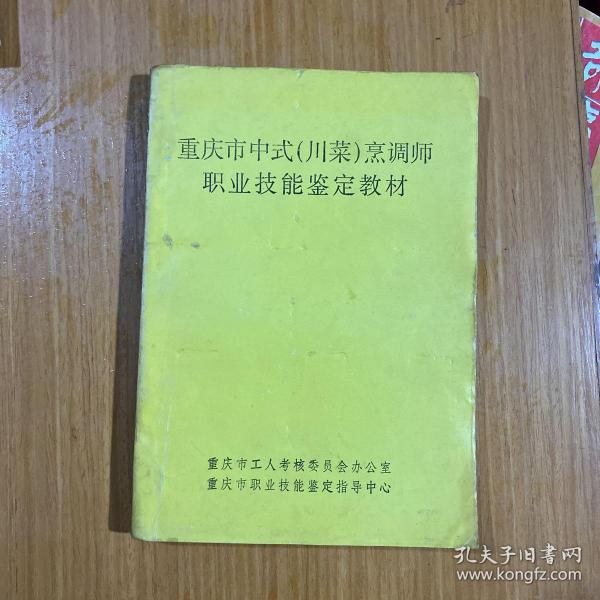 重庆市中式(川菜)烹调师
职业技能鉴定教材
重庆市工人考核委员会办公室
重庆市职业技能鉴定指导中心
孔夫子旧书网
www.kongfz.com